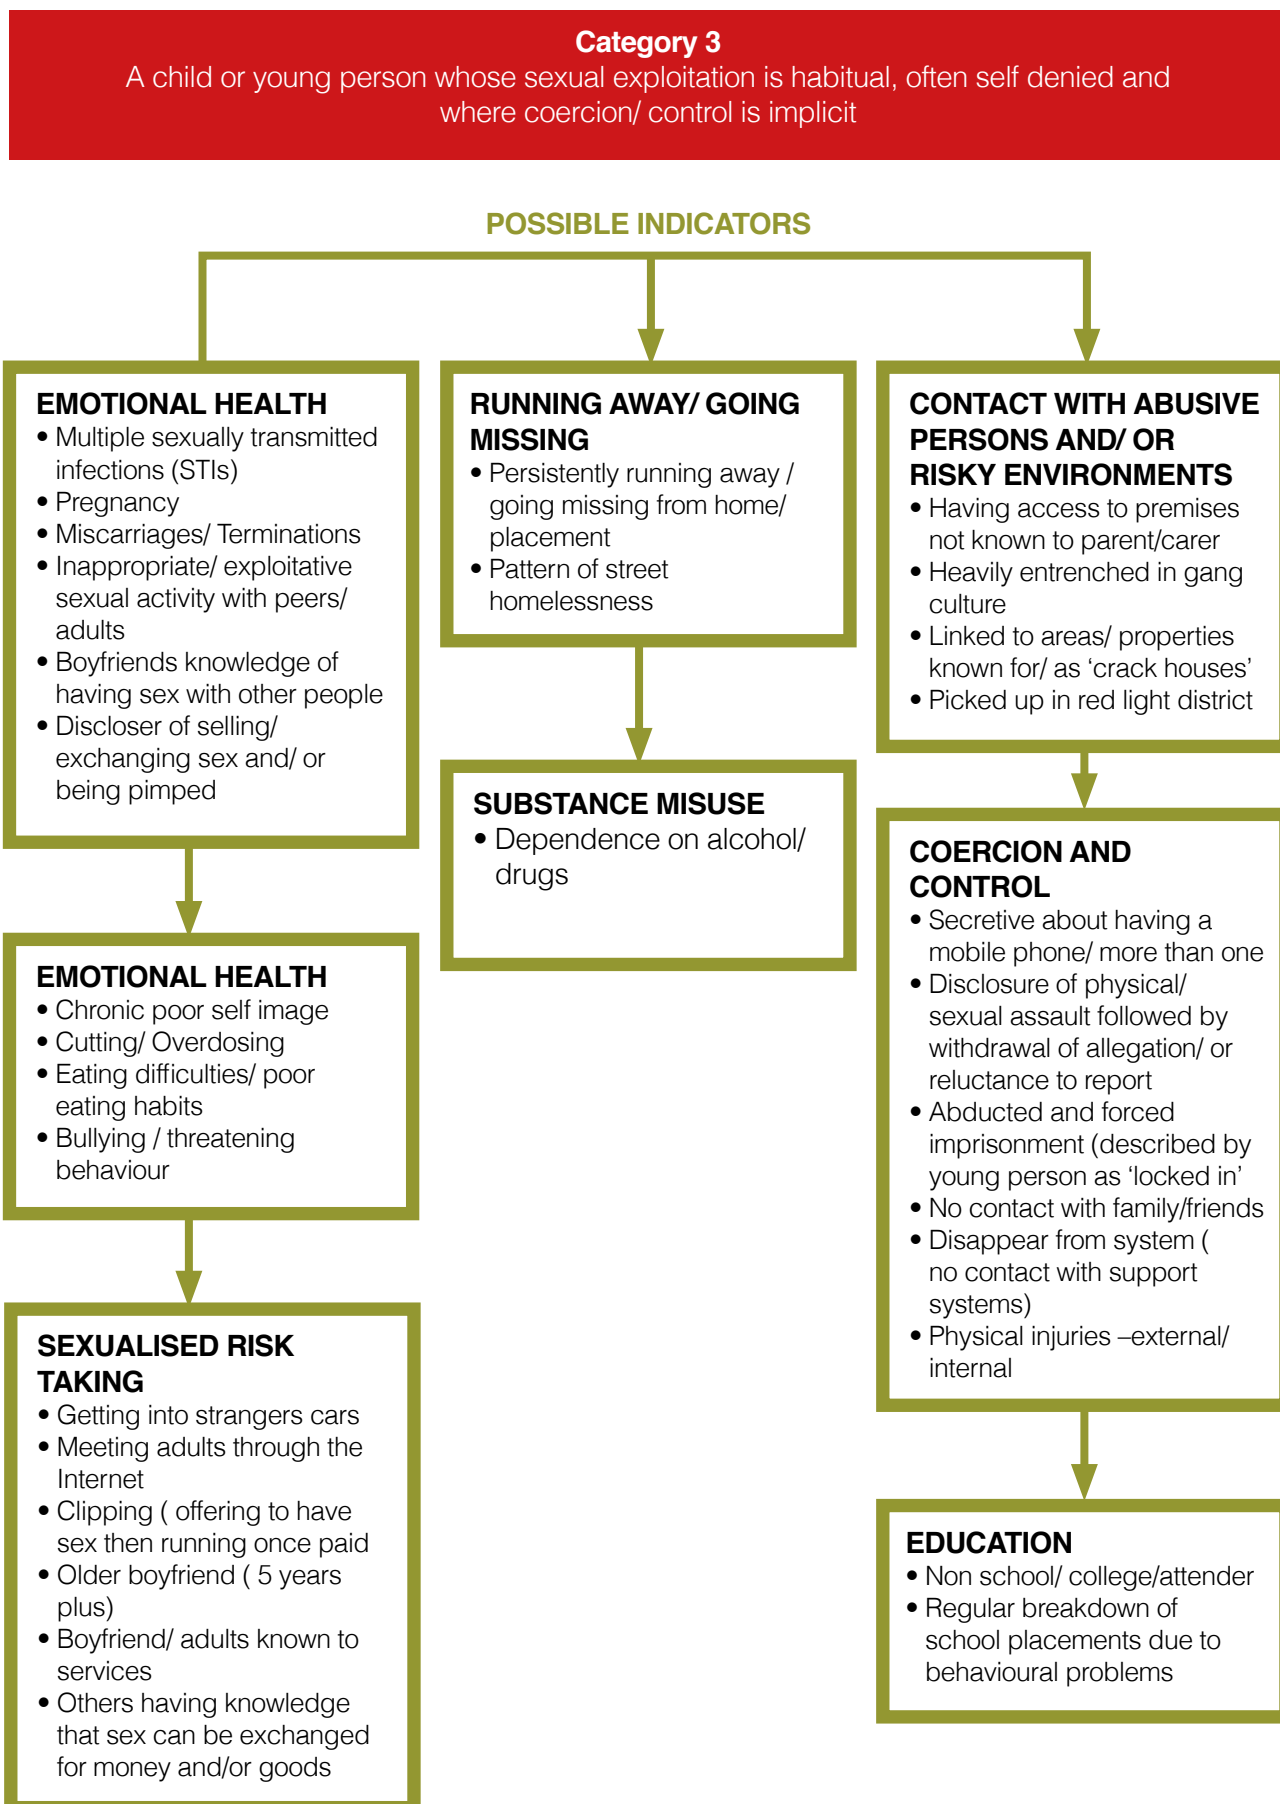 Category 3
A child or young person whose sexual exploitation is habitual, often self denied and
where coercion/ control is implicit
POSSIBLE INDICATORS
EMOTIONAL HEALTH
• Multiple sexually transmitted
infections (STIs)
• Pregnancy
• Miscarriages/ Terminations
• Inappropriate/ exploitative
sexual activity with peers/
adults
• Boyfriends knowledge of
having sex with other people
• Discloser of selling/
exchanging sex and/ or
being pimped
EMOTIONAL HEALTH
• Chronic poor self image
• Cutting/ Overdosing
• Eating difficulties/ poor
eating habits
• Bullying / threatening
behaviour
SEXUALISED RISK
TAKING
• Getting into strangers cars
• Meeting adults through the
Internet
• Clipping ( offering to have
sex then running once paid
• Older boyfriend ( 5 years
plus)
• Boyfriend/ adults known to
services
• Others having knowledge
that sex can be exchanged
for money and/or goods
RUNNING AWAY/ GOING
MISSING
• Persistently running away /
going missing from home/
placement
• Pattern of street
homelessness
SUBSTANCE MISUSE
• Dependence on alcohol/
drugs
CONTACT WITH ABUSIVE
PERSONS AND/ OR
RISKY ENVIRONMENTS
• Having access to premises
not known to parent/carer
• Heavily entrenched in gang
culture
• Linked to areas/ properties
known for/ as ‘crack houses’
• Picked up in red light district
COERCION AND
CONTROL
• Secretive about having a
mobile phone/ more than one
• Disclosure of physical/
sexual assault followed by
withdrawal of allegation/ or
reluctance to report
• Abducted and forced
imprisonment (described by
young person as ‘locked in’
• No contact with family/friends
• Disappear from system (
no contact with support
systems)
• Physical injuries –external/
internal
EDUCATION
• Non school/ college/attender
• Regular breakdown of
school placements due to
behavioural problems